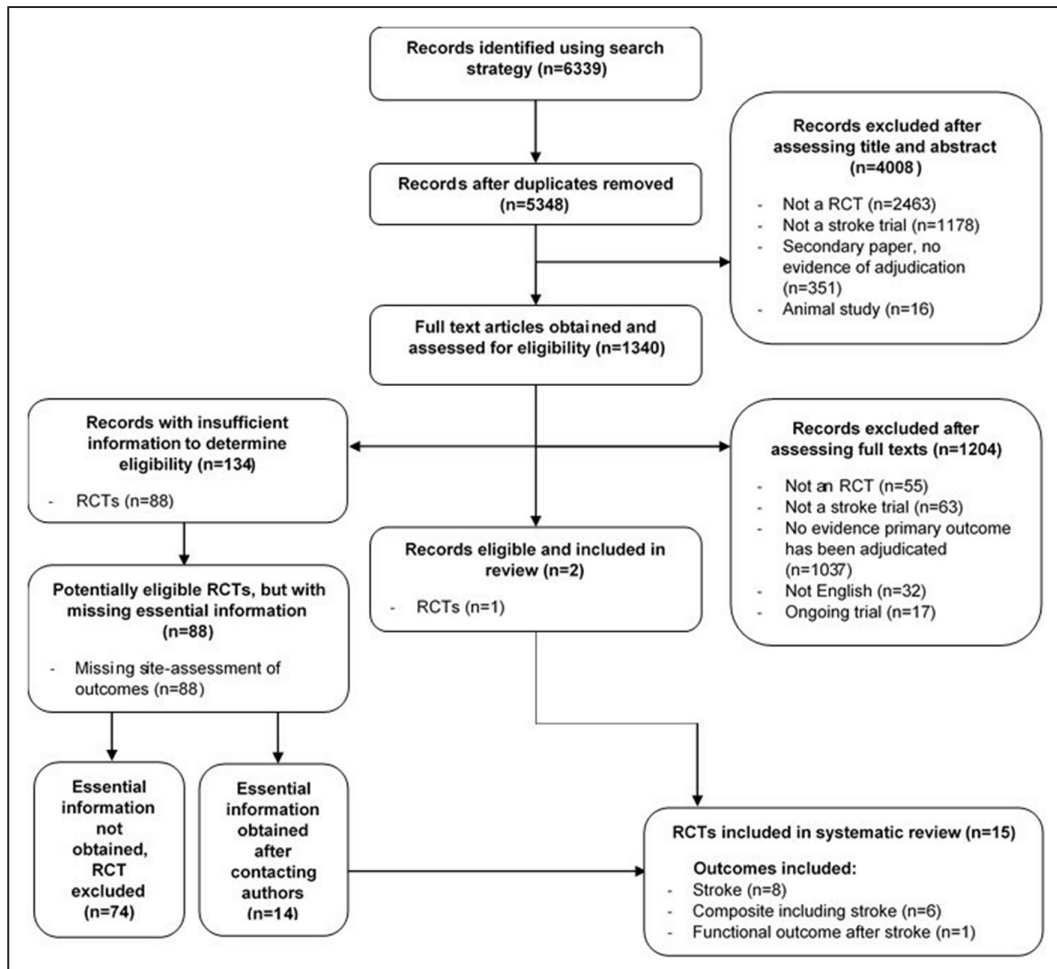 Records identified using search
strategy (n=6339)
Records after duplicates removed
(n=5348)
Records excluded after
assessing title and abstract
(n=4008)
- Not a RCT (n=2463)
- Not a stroke trial (n=1178)
- Secondary paper, no
evidence of adjudication
(n=351)
- Animal study (n=16)
Full text articles obtained and
assessed for eligibility (n=1340)
Records with insufficient
information to determine
eligibility (n=134)
- RCTs (n=88)
Records excluded after
assessing full texts (n=1204)
- Not an RCT (n=55)
- Not a stroke trial (n=63)
- No evidence primary outcome
has been adjudicated
(n=1037)
- Not English (n=32)
- Ongoing trial (n=17)
Records eligible and included in
review (n=2)
- RCTs (n=1)
Potentially eligible RCTs, but with
missing essential information
(n=88)
- Missing site-assessment of
outcomes (n=88)
Essential
information
not
obtained,
RCT
excluded
(n=74)
Essential
information
obtained
after
contacting
authors
(n=14)
RCTs included in systematic review (n=15)
Outcomes included:
- Stroke (n=8)
- Composite including stroke (n=6)
- Functional outcome after stroke (n=1)